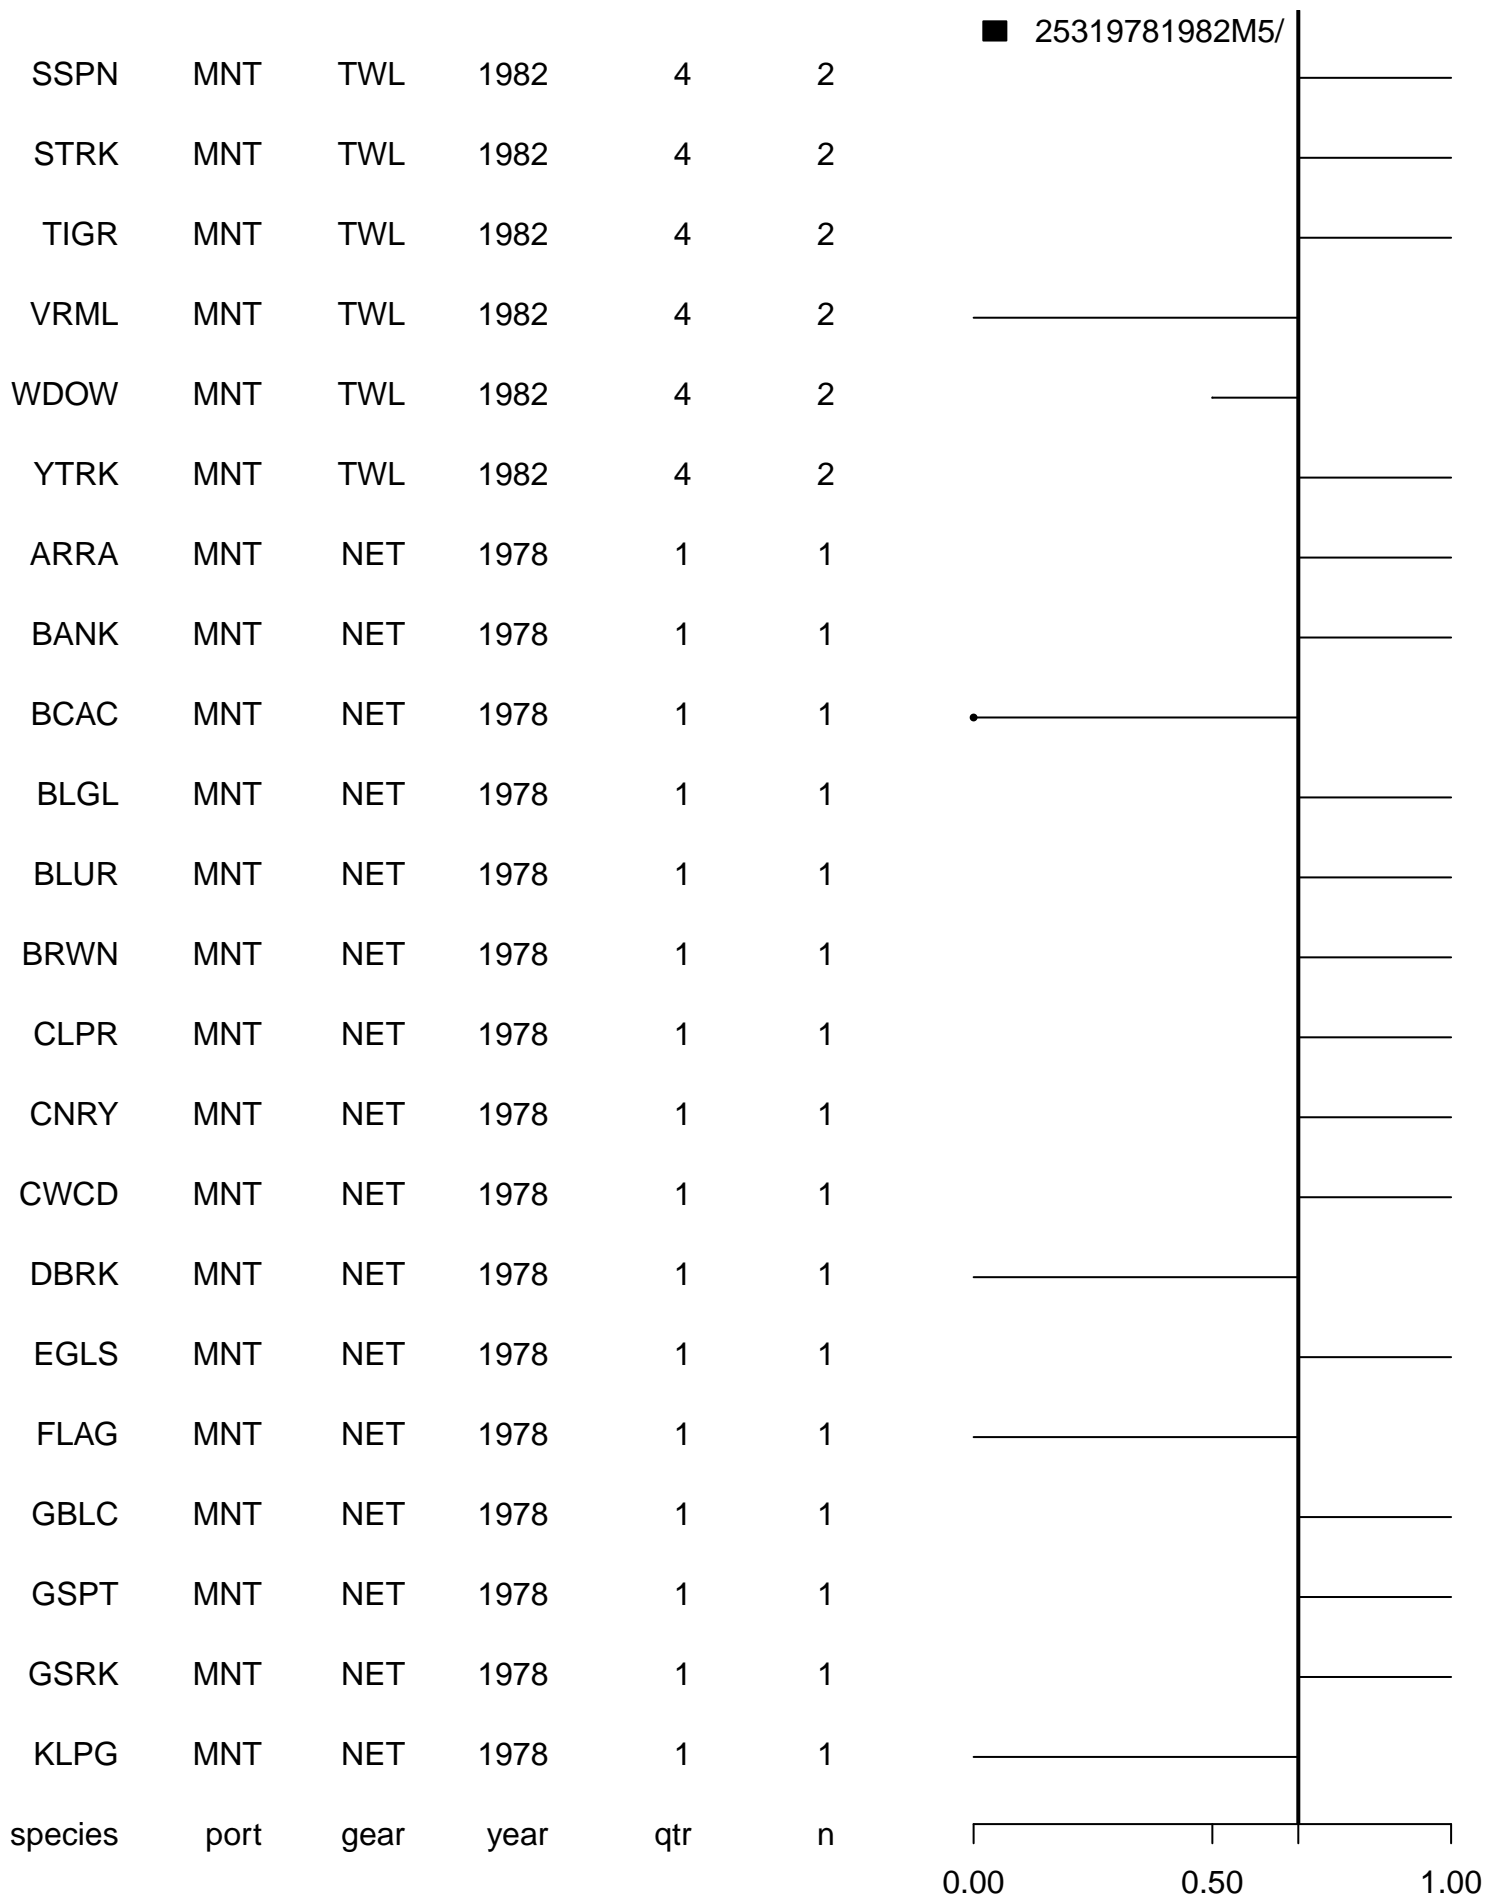 25319781982M5/
SSPN MNT TWL 1982 4 2
STRK MNT TWL 1982 4 2
TIGR MNT TWL 1982 4 2
VRML MNT TWL 1982 4 2
WDOW MNT TWL 1982 4 2
YTRK MNT TWL 1982 4 2
ARRA MNT NET 1978 1 1
BANK MNT NET 1978 1 1
BCAC MNT NET 1978 1 1
BLGL MNT NET 1978 1 1
BLUR MNT NET 1978 1 1
BRWN MNT NET 1978 1 1
CLPR MNT NET 1978 1 1
CNRY MNT NET 1978 1 1
CWCD MNT NET 1978 1 1
DBRK MNT NET 1978 1 1
EGLS MNT NET 1978 1 1
FLAG MNT NET 1978 1 1
GBLC MNT NET 1978 1 1
GSPT MNT NET 1978 1 1
GSRK MNT NET 1978 1 1
KLPG MNT NET 1978 1 1
species port gear year qtr n
0.00 0.50 1.00